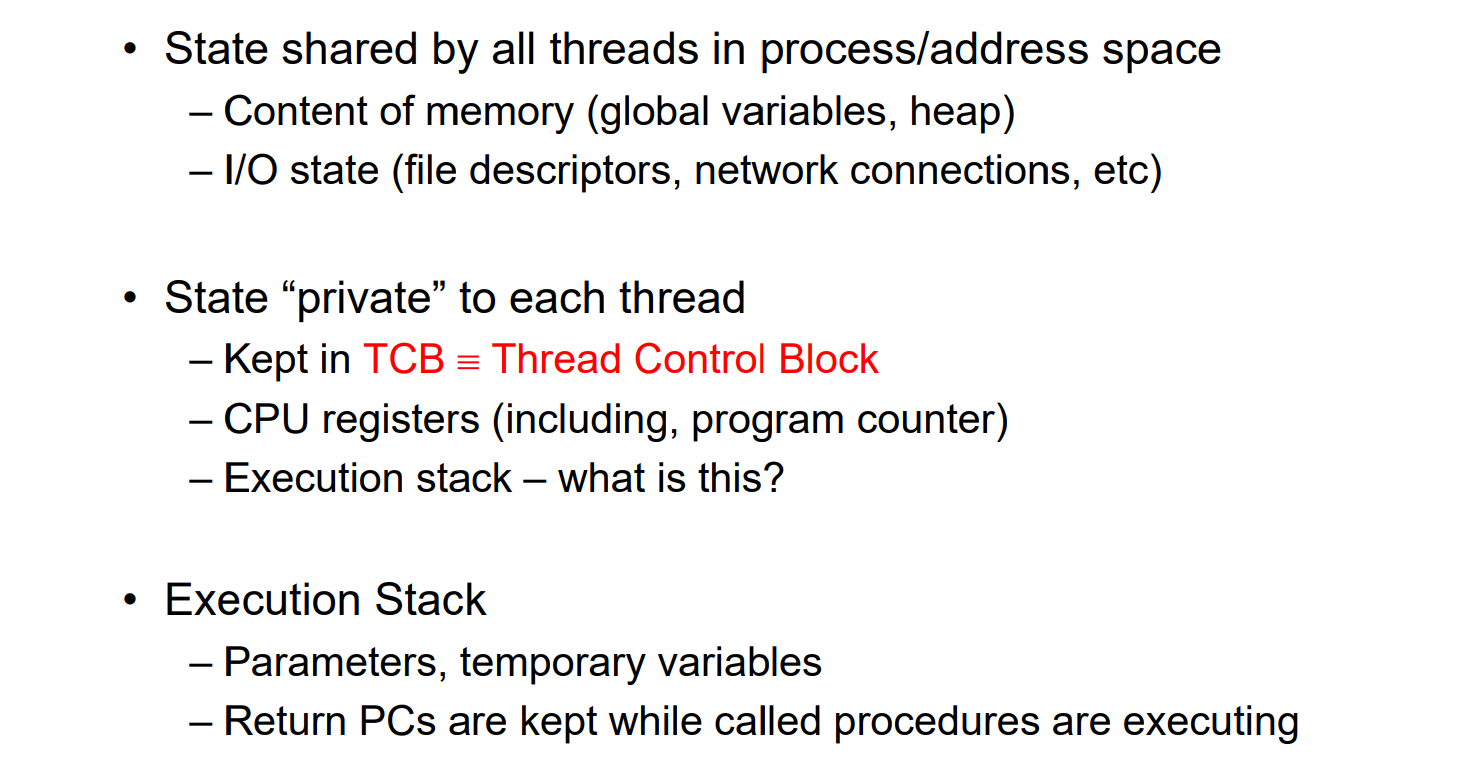 • State shared by all threads in process/address space
– Content of memory (global variables, heap)
– I/O state (file descriptors, network connections, etc)
• State “private” to each thread
– Kept in TCB ≡ Thread Control Block
– CPU registers (including, program counter)
– Execution stack – what is this?
• Execution Stack
– Parameters, temporary variables
– Return PCs are kept while called procedures are executing